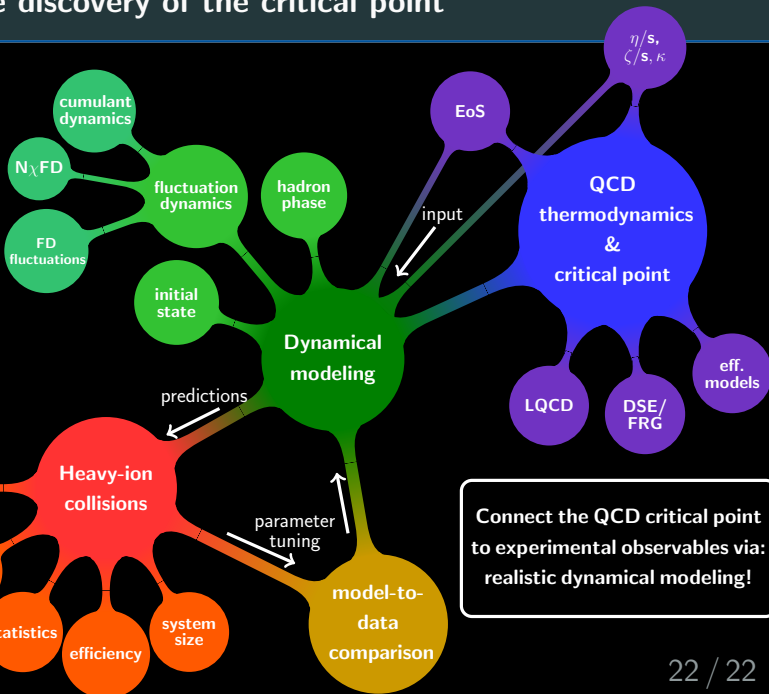 discovery of the critical point
η/s,
ζ/s, κ
cumulant
dynamics
EoS
NχFD
fluctuation
dynamics
hadron
phase
QCD
thermodynamics
&
critical point
input
FD
fluctuations
initial
state
Dynamical
modeling
eff.
models
predictions
LQCD
DSE/
FRG
Heavy-ion
collisions
parameter
tuning
Connect the QCD critical point
to experimental observables via:
realistic dynamical modeling!
model-to-
data
comparison
system
size
efficiency
22 / 22